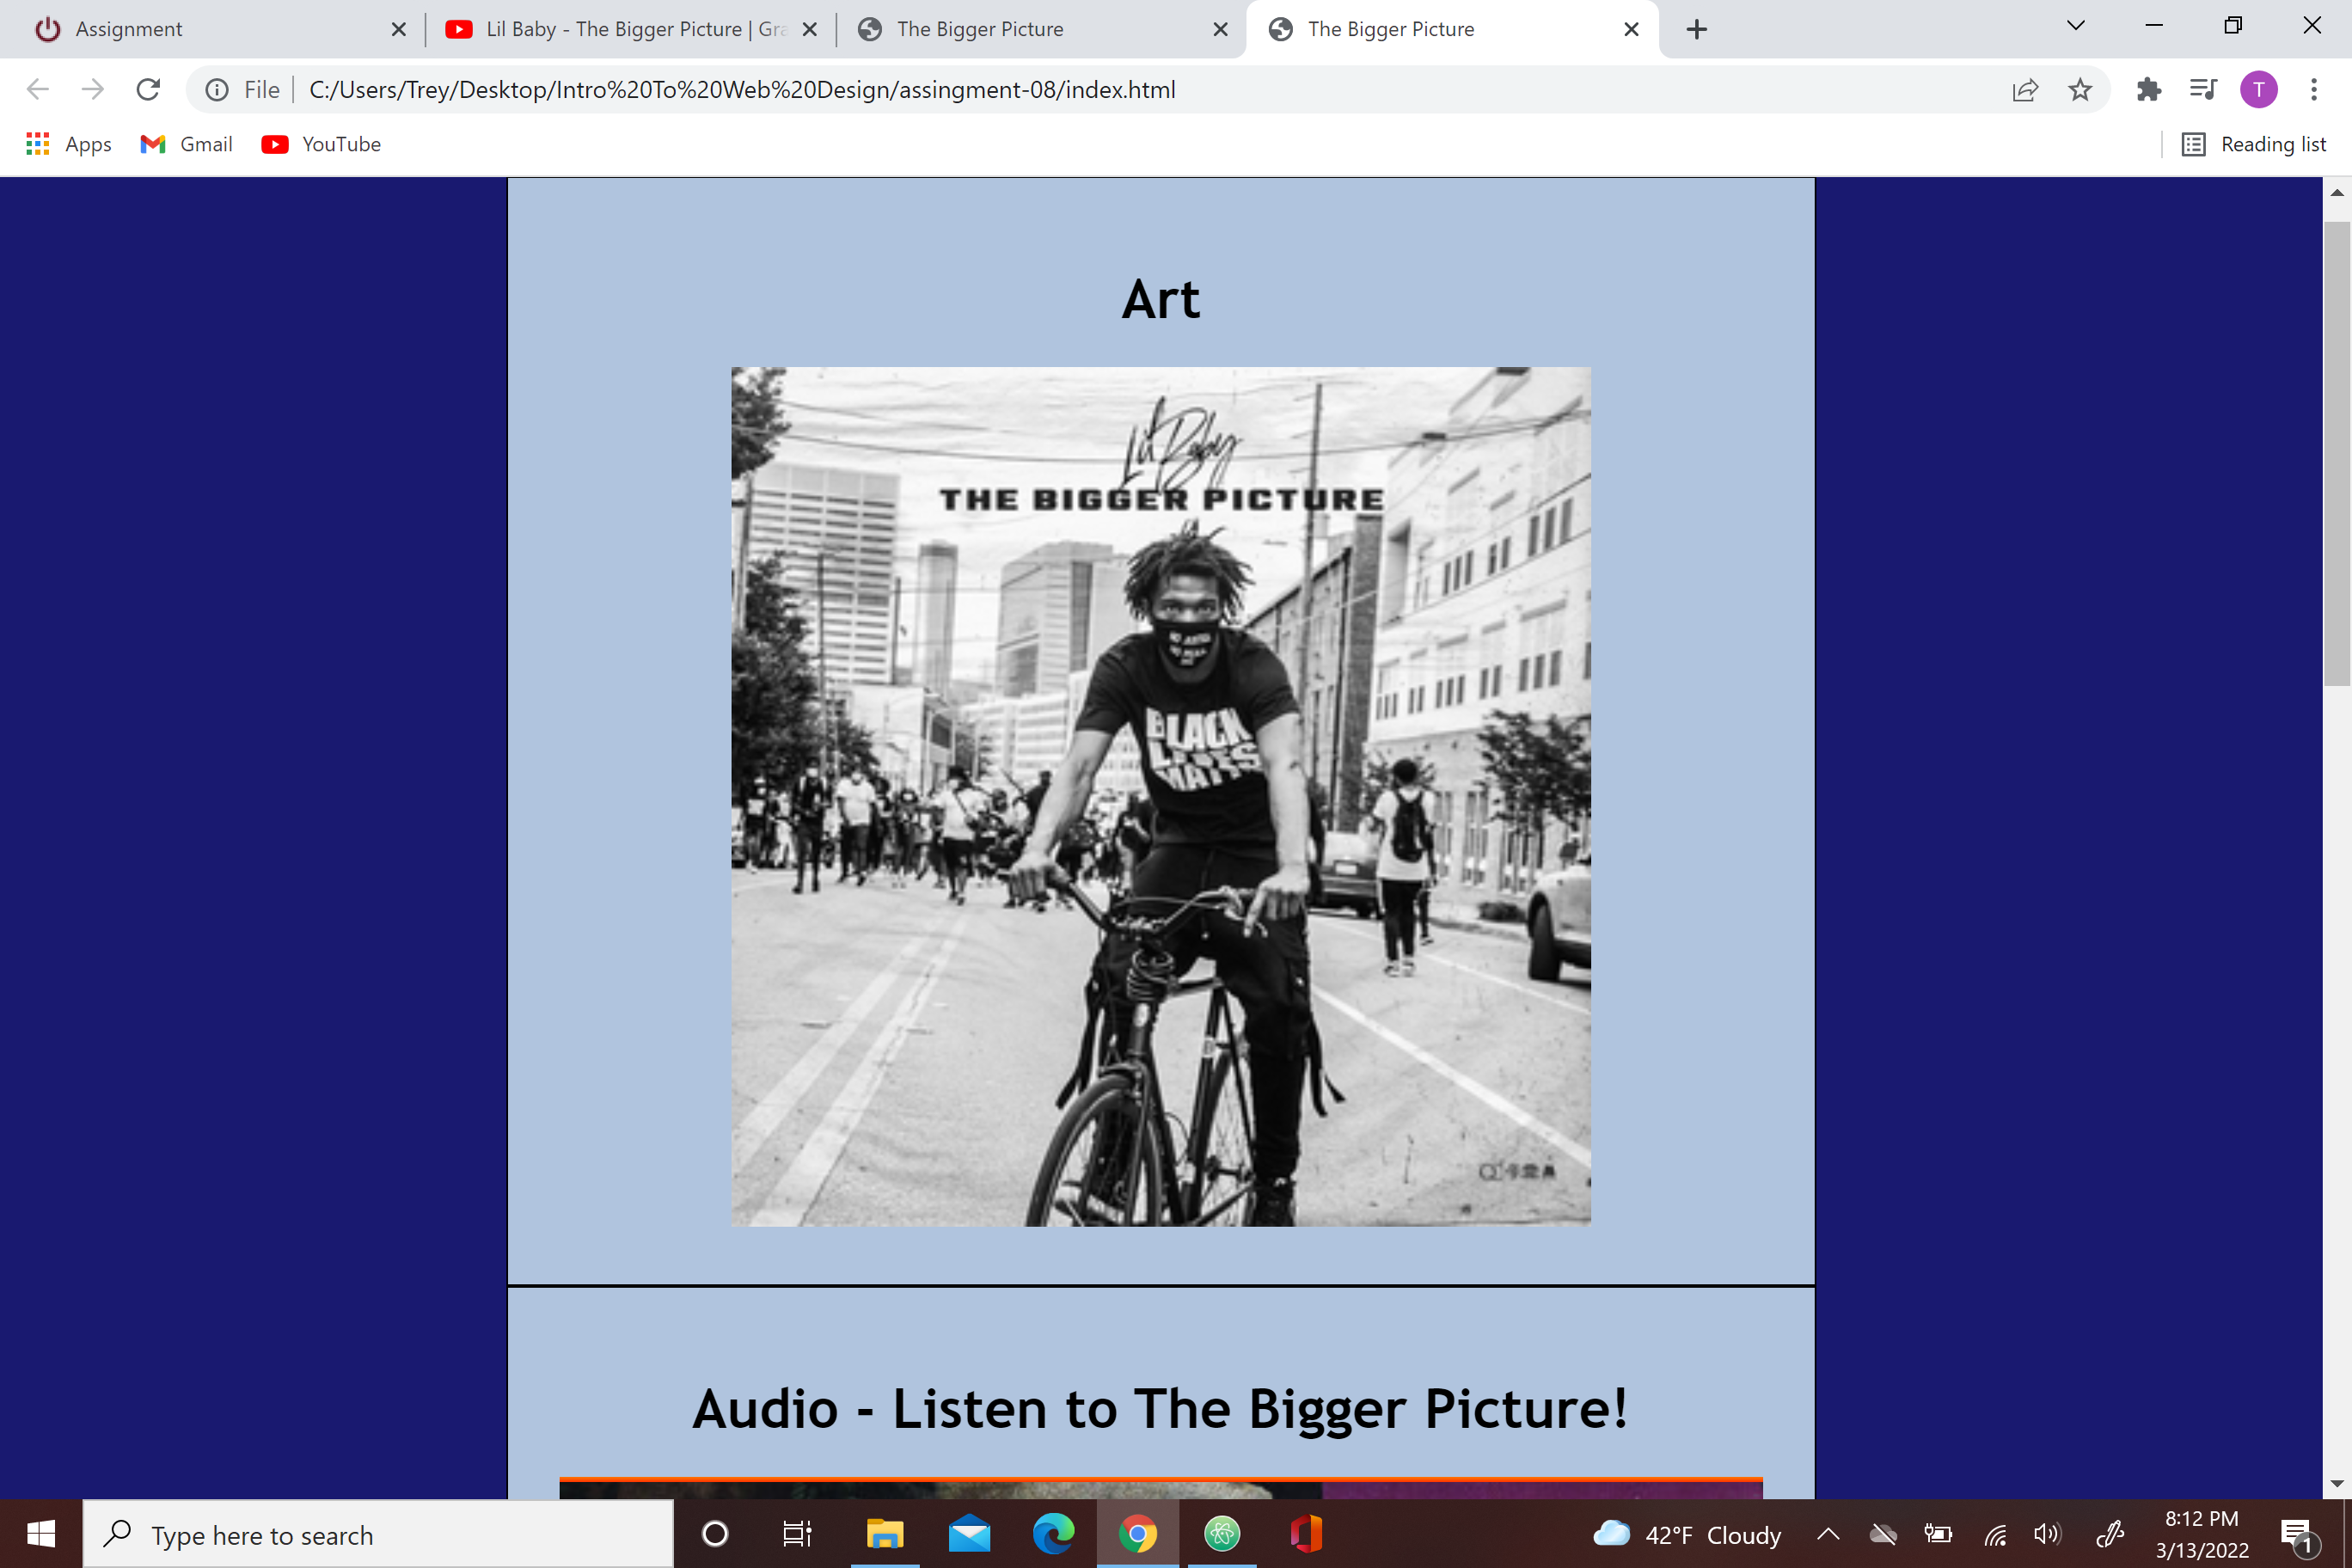 Assignment
Lil Baby - The Bigger Picture | Gra
The Bigger Picture
The Bigger Picture
File
C:/Users/Trey/Desktop/Intro%20To%20Web%20Design/assingment-08/index.html
T
Apps
Gmail
YouTube
Reading list
Art
Lil Baby
THE BIGGER PICTURE
BLACK
LIVES
MATTS
Audio - Listen to The Bigger Picture!
Type here to search
42°F Cloudy
8:12 PM
3/13/2022
1